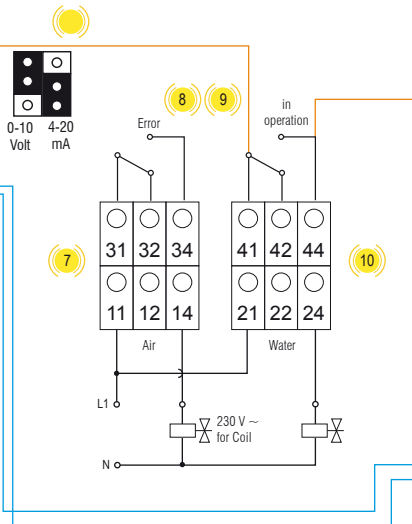 0-10 4-20
Volt mA
8 9
Error
in
operation
31 32 34
41 42 44
7
10
11 12 14
21 22 24
Air
Water
L1
230 V ~
for Coil
N